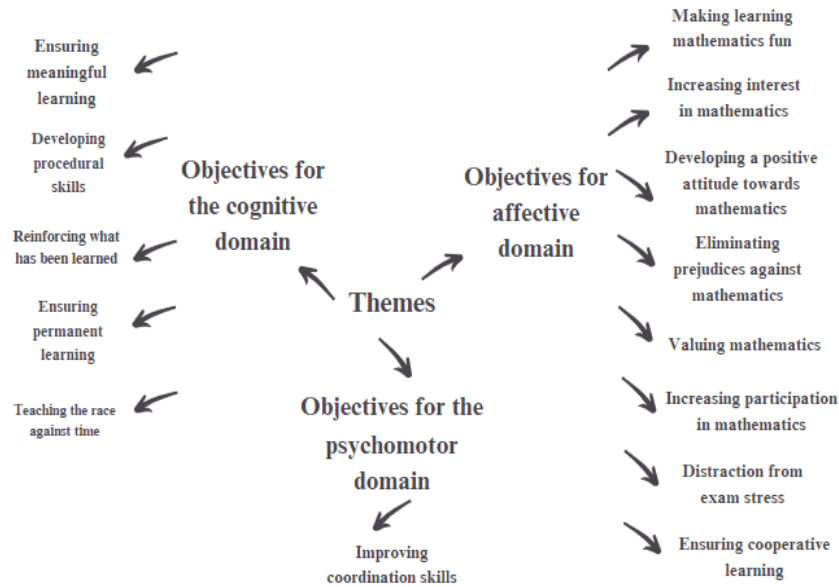 Themes
Objectives for
the cognitive
domain
Ensuring
meaningful
learning
Developing
procedural
skills
Reinforcing what
has been learned
Ensuring
permanent
learning
Teaching the race
against time
Objectives for the
psychomotor
domain
Improving
coordination skills
Objectives for
affective
domain
Making learning
mathematics fun
Increasing interest
in mathematics
Developing a positive
attitude towards
mathematics
Eliminating
prejudices against
mathematics
Valuing mathematics
Increasing participation
in mathematics
Distraction from
exam stress
Ensuring cooperative
learning